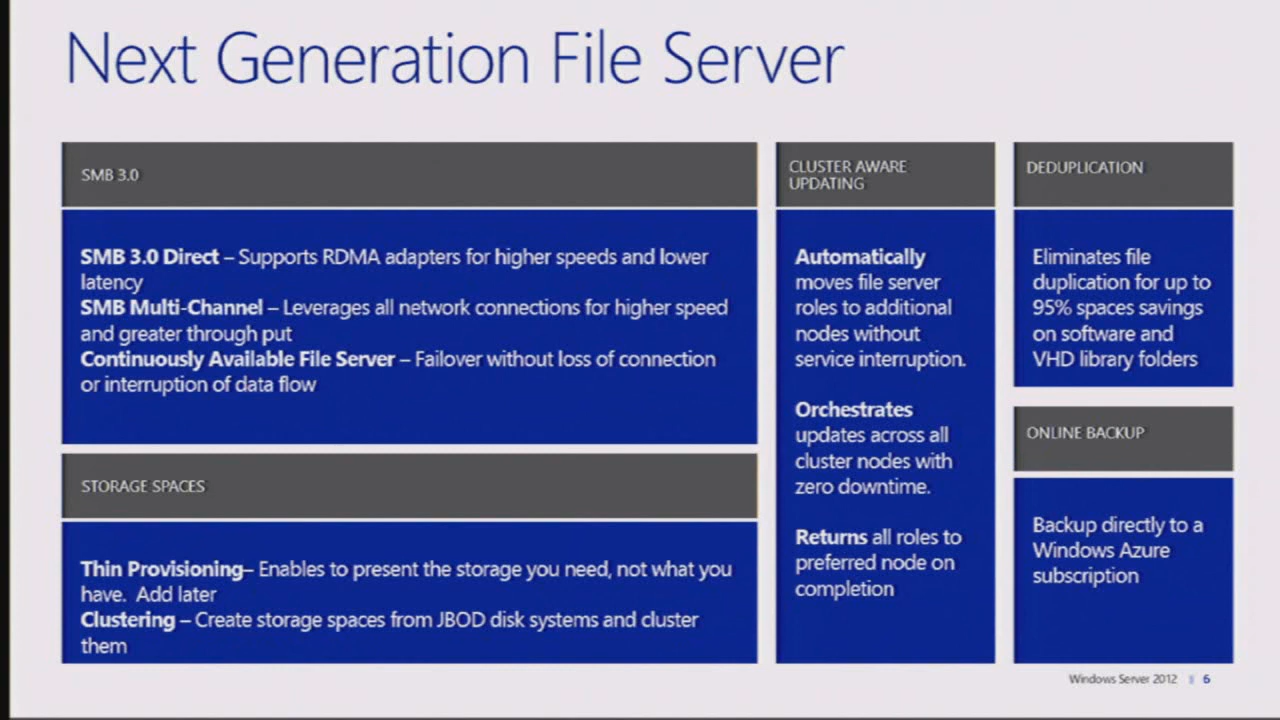 Next Generation File Server
SMB 3.0
SMB 3.0 Direct – Supports RDMA adapters for higher speeds and lower
latency
SMB Multi-Channel – Leverages all network connections for higher speed
and greater through put
Continuously Available File Server – Failover without loss of connection
or interruption of data flow
STORAGE SPACES
Thin Provisioning– Enables to present the storage you need, not what you
have. Add later
Clustering – Create storage spaces from JBOD disk systems and cluster
them
CLUSTER AWARE
UPDATING
Automatically
moves file server
roles to additional
nodes without
service interruption.
Orchestrates
updates across all
cluster nodes with
zero downtime.
Returns all roles to
preferred node on
completion
DEDUPLICATION
Eliminates file
duplication for up to
95% spaces savings
on software and
VHD library folders
ONLINE BACKUP
Backup directly to a
Windows Azure
subscription
Windows Server 2012 || 6